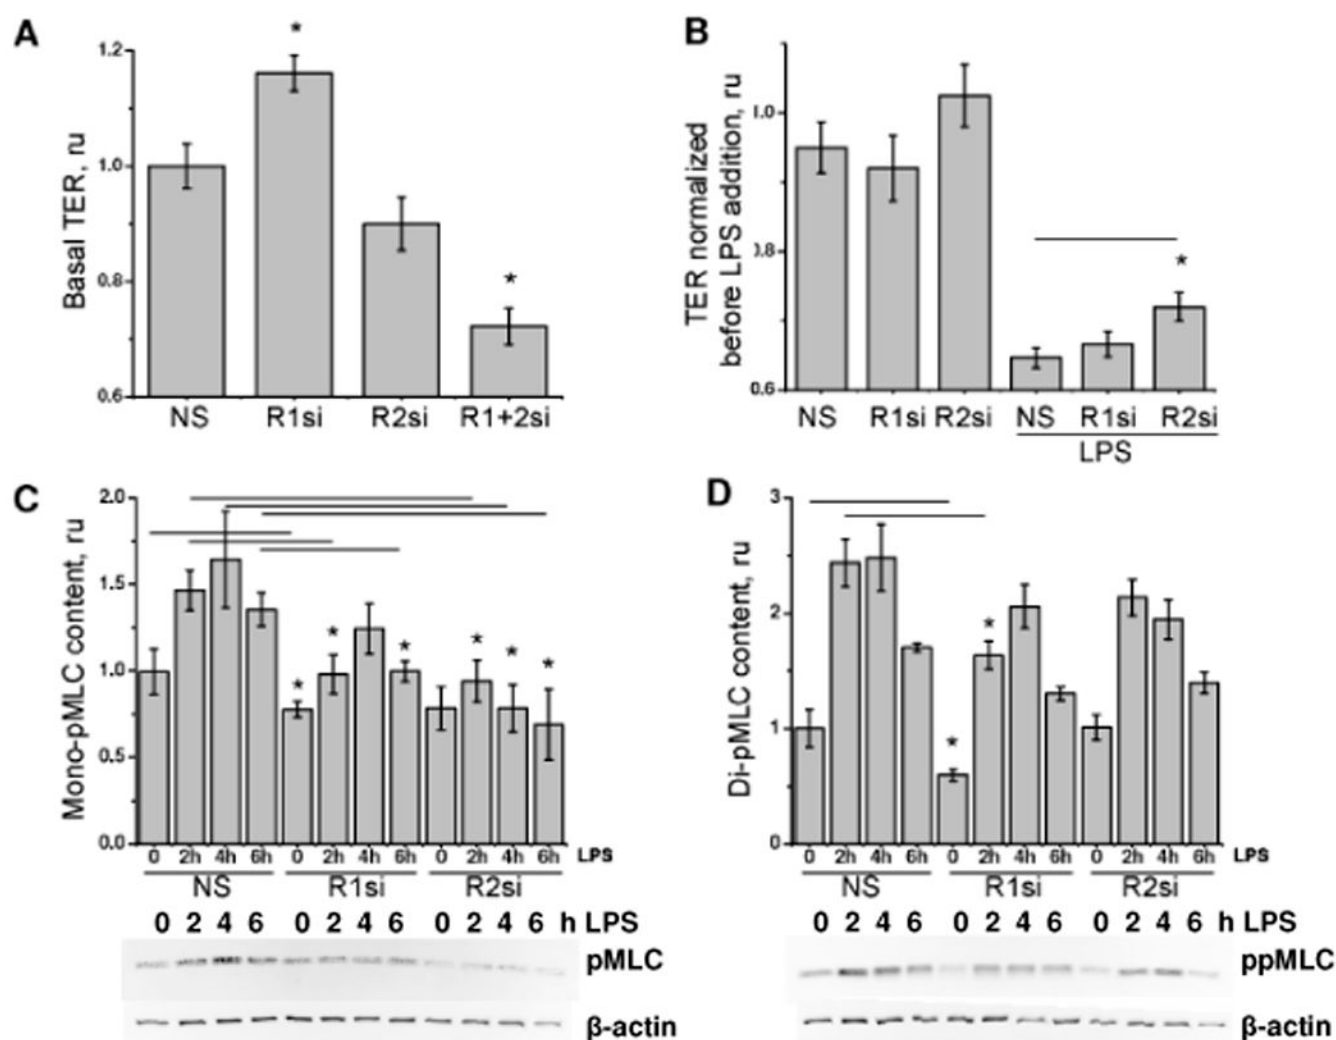 A
B
Basal TER, ru
1.2
1.0
0.8
0.6
NS R1si R2si R1+2si
*
*
TER normalized
before LPS addition, ru
1.0
0.8
0.6
NS R1si R2si NS R1si R2si
LPS
*
C
Mono-pMLC content, ru
2.0
1.5
1.0
0.5
0.0
* * * * * *
0 2h 4h 6h 0 2h 4h 6h 0 2h 4h 6h LPS
NS R1si R2si
0 2 4 6 0 2 4 6 0 2 4 6 h LPS
pMLC
β-actin
D
Di-pMLC content, ru
3
2
1
0
* *
0 2h 4h 6h 0 2h 4h 6h 0 2h 4h 6h LPS
NS R1si R2si
0 2 4 6 0 2 4 6 0 2 4 6 h LPS
ppMLC
β-actin